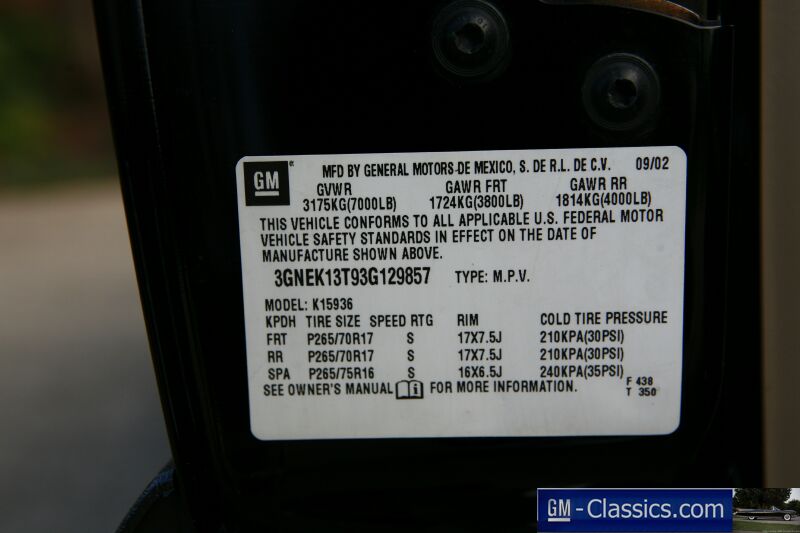 GM
MFD BY GENERAL MOTORS DE MEXICO, S. DE R.L. DE C.V. 09/02
GVWR GAWR FRT GAWR RR
3175KG(7000LB) 1724KG(3800LB) 1814KG(4000LB)
THIS VEHICLE CONFORMS TO ALL APPLICABLE U.S. FEDERAL MOTOR
VEHICLE SAFETY STANDARDS IN EFFECT ON THE DATE OF
MANUFACTURE SHOWN ABOVE.
3GNEK13T93G129857 TYPE: M.P.V.
MODEL: K15936
KPDH TIRE SIZE SPEED RTG RIM COLD TIRE PRESSURE
FRT P265/70R17 S 17X7.5J 210KPA(30PSI)
RR P265/70R17 S 17X7.5J 210KPA(30PSI)
SPA P265/75R16 S 16X6.5J 240KPA(35PSI)
SEE OWNER'S MANUAL FOR MORE INFORMATION. F 438
T 350
GM - Classics.com